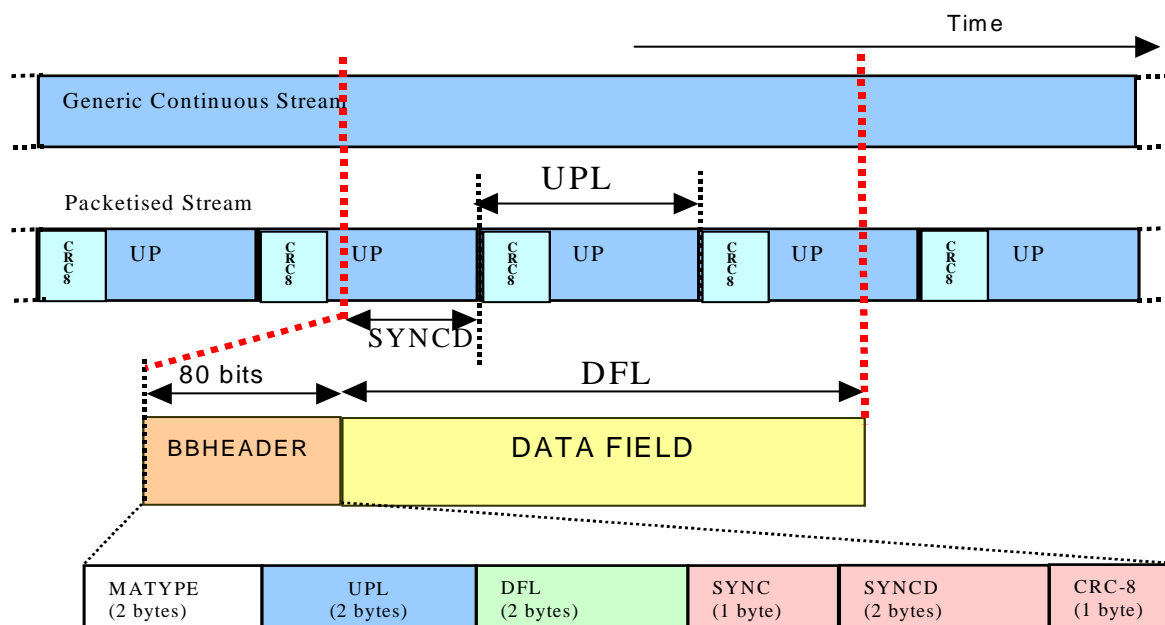 Time
Generic Continuous Stream
UPL
Packetised Stream
CRC8 UP CRC8 UP CRC8 UP CRC8 UP CRC8 UP
SYNCD
80 bits
DFL
BBHEADER
DATA FIELD
MATYPE UPL DFL SYNC SYNCD CRC-8
(2 bytes) (2 bytes) (2 bytes) (1 byte) (2 bytes) (1 byte)